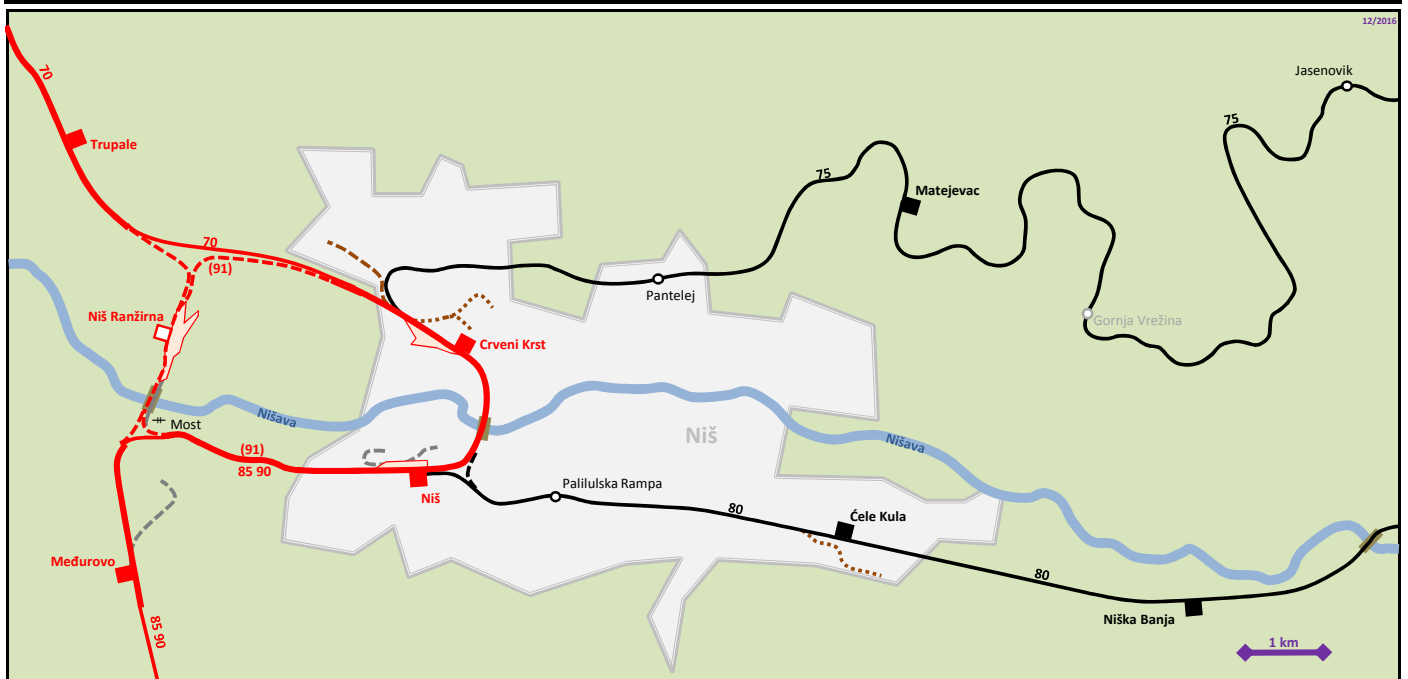 12/2016
Jasenovik
70
75
Trupale
75
Matejevac
70
(91)
Pantelej
Niš Ranžirna
Gornja Vrežina
Crveni Krst
Nišava
Most
Niš
Nišava
(91)
85 90
Niš
Palilulska Rampa
80
Ćele Kula
Međurovo
80
85 90
Niška Banja
1 km